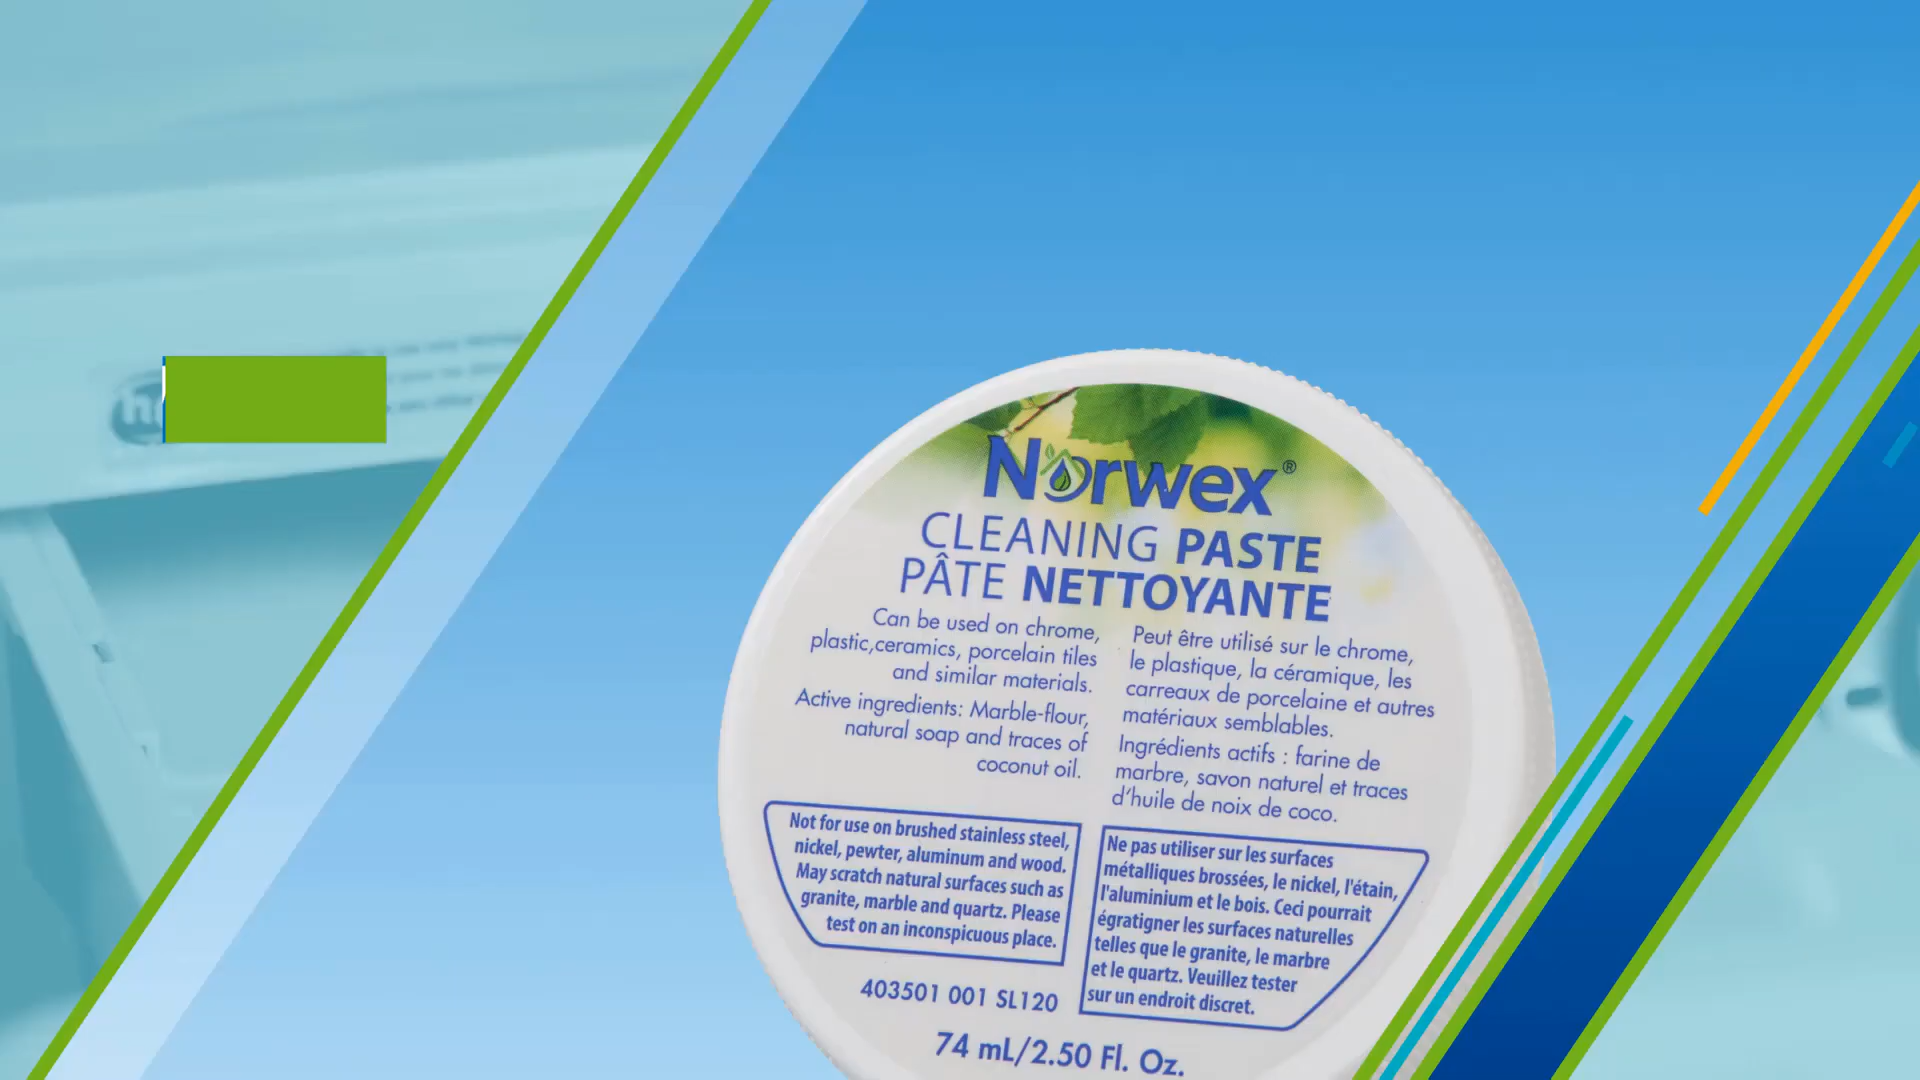 Norwex®
CLEANING PASTE
PÂTE NETTOYANTE
Can be used on chrome,
plastic,ceramics, porcelain tiles
and similar materials.
Active ingredients: Marble-flour,
natural soap and traces of
coconut oil.
Peut être utilisé sur le chrome,
le plastique, la céramique, les
carreaux de porcelaine et autres
matériaux semblables.
Ingrédients actifs : farine de
marbre, savon naturel et traces
d'huile de noix de coco.
Not for use on brushed stainless steel,
nickel, pewter, aluminum and wood.
May scratch natural surfaces such as
granite, marble and quartz. Please
test on an inconspicuous place.
Ne pas utiliser sur les surfaces
métalliques brossées, le nickel, l'étain,
l'aluminium et le bois. Ceci pourrait
égratigner les surfaces naturelles
telles que le granite, le marbre
et le quartz. Veuillez tester
sur un endroit discret.
403501 001 SL120
74 mL/2.50 Fl. Oz.